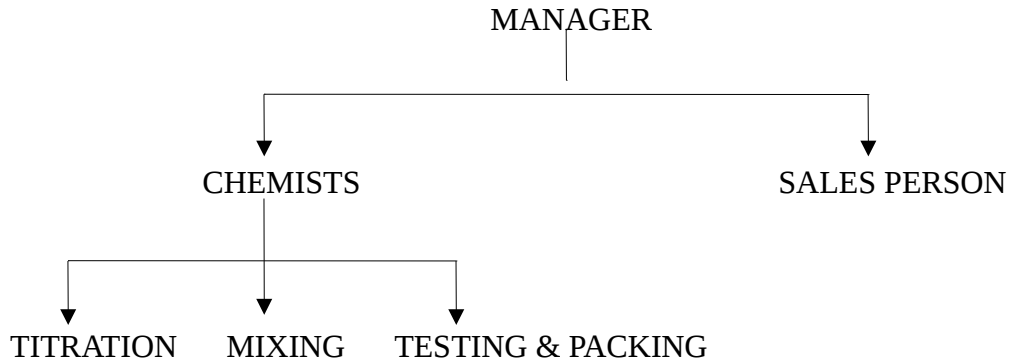 MANAGER
CHEMISTS SALES PERSON
TITRATION MIXING TESTING & PACKING